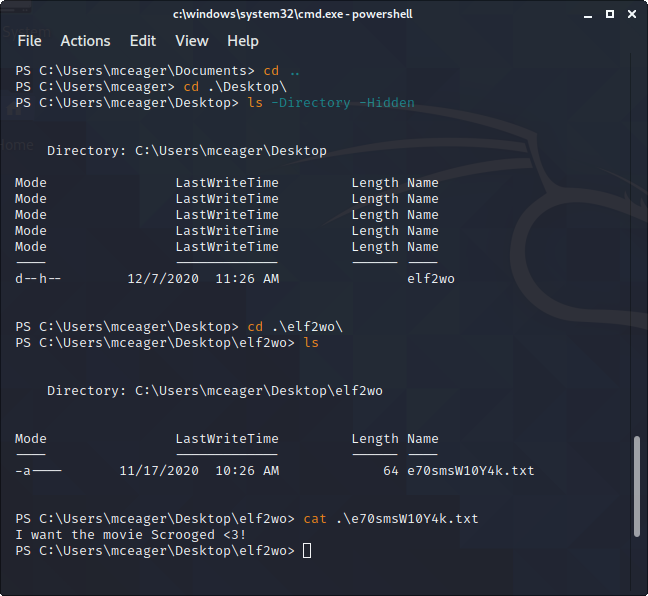 c:\windows\system32\cmd.exe - powershell
File Actions Edit View Help
PS C:\Users\mceager\Documents> cd ..
PS C:\Users\mceager> cd .\Desktop\
PS C:\Users\mceager\Desktop> ls -Directory -Hidden
Home
Directory: C:\Users\mceager\Desktop
Mode LastWriteTime Length Name
Mode LastWriteTime Length Name
Mode LastWriteTime Length Name
Mode LastWriteTime Length Name
Mode LastWriteTime Length Name
---- ------------- ------ ----
d--h-- 12/7/2020 11:26 AM elf2wo
PS C:\Users\mceager\Desktop> cd .\elf2wo\
PS C:\Users\mceager\Desktop\elf2wo> ls
Directory: C:\Users\mceager\Desktop\elf2wo
Mode LastWriteTime Length Name
---- ------------- ------ ----
-a---- 11/17/2020 10:26 AM 64 e70smsW10Y4k.txt
PS C:\Users\mceager\Desktop\elf2wo> cat .\e70smsW10Y4k.txt
I want the movie Scrooged <3!
PS C:\Users\mceager\Desktop\elf2wo>